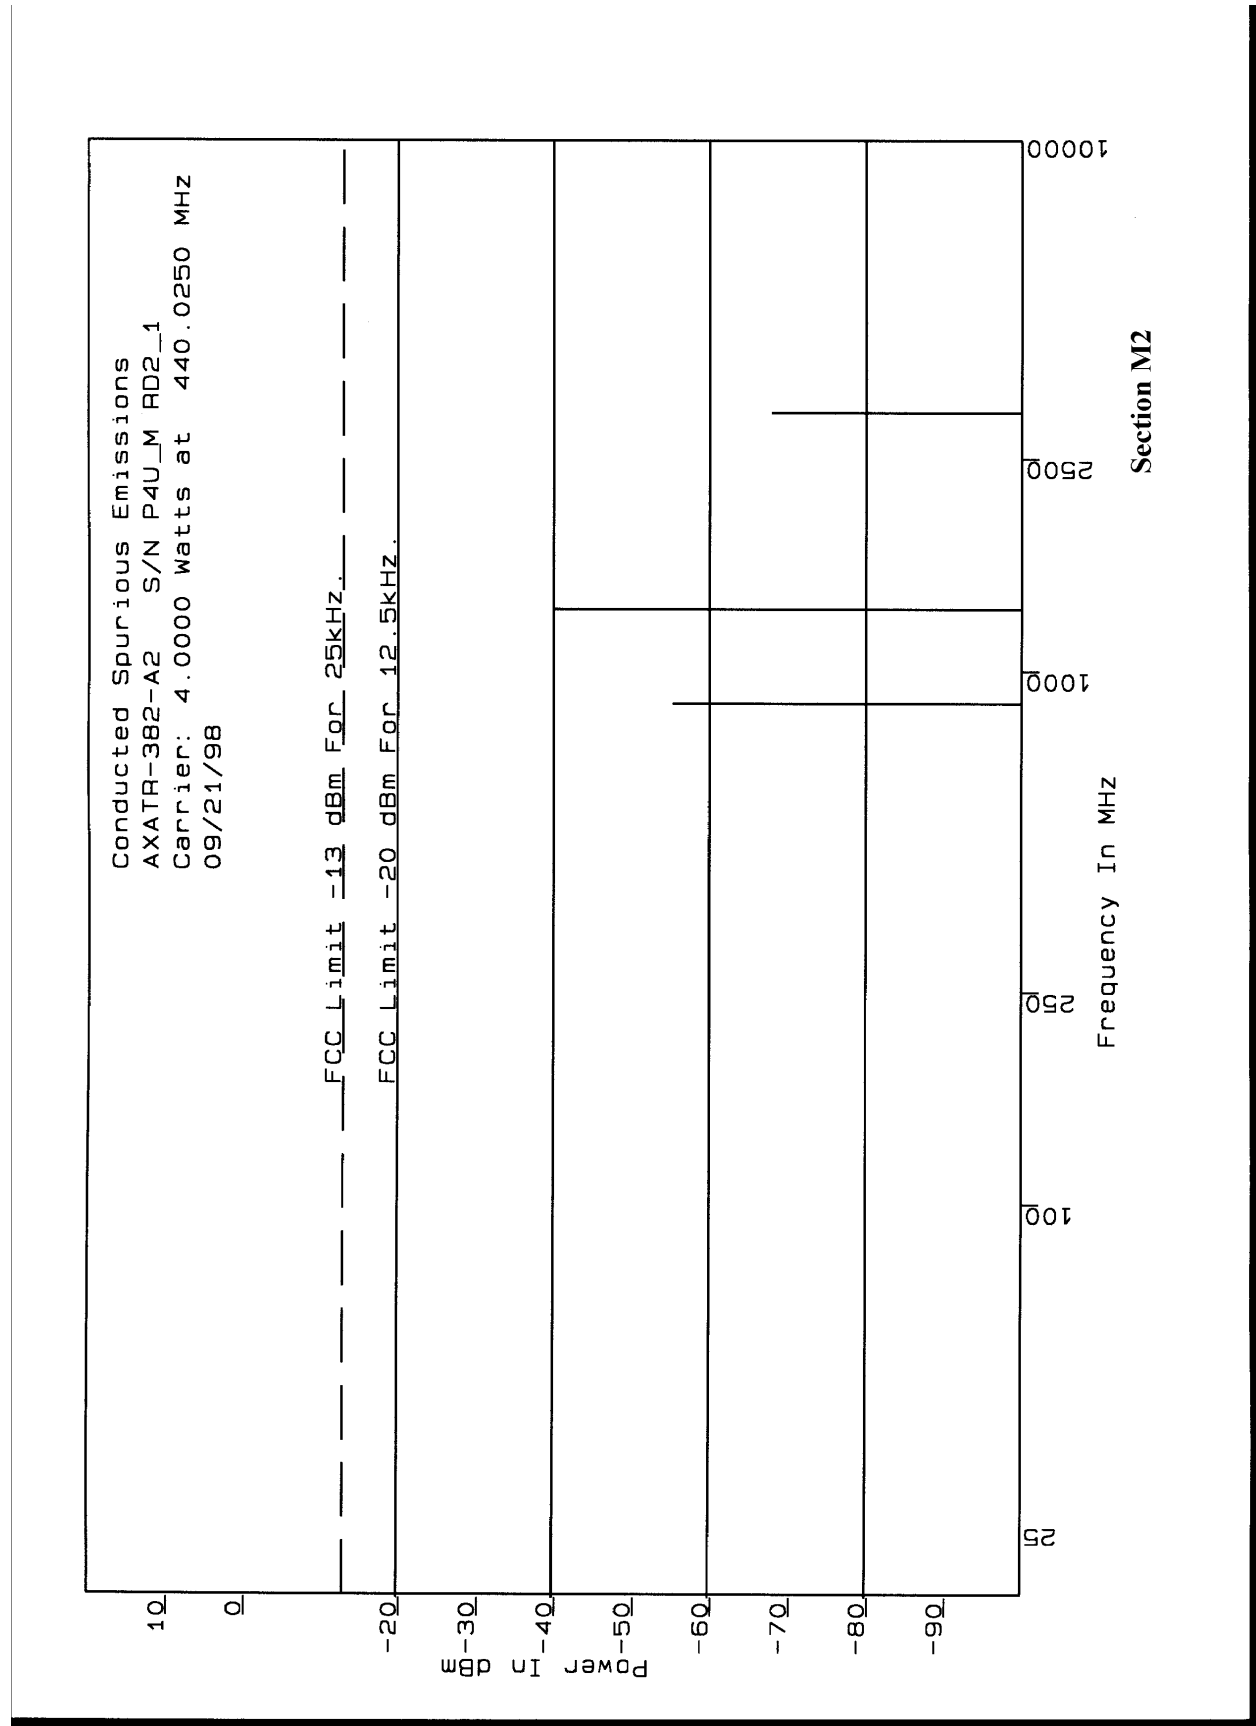 Conducted Spurious Emissions
AXATR-382-A2 S/N P4U_M RD2_1
Carrier: 4.0000 Watts at 440.0250 MHz
09/21/98
FCC Limit -13 dBm For 25kHz.
FCC Limit -20 dBm For 12.5kHz.
10
0
-20
-30
-40
-50
-60
-70
-80
-90
Power In dBm
25
100
250
1000
2500
10000
Frequency In MHz
Section M2